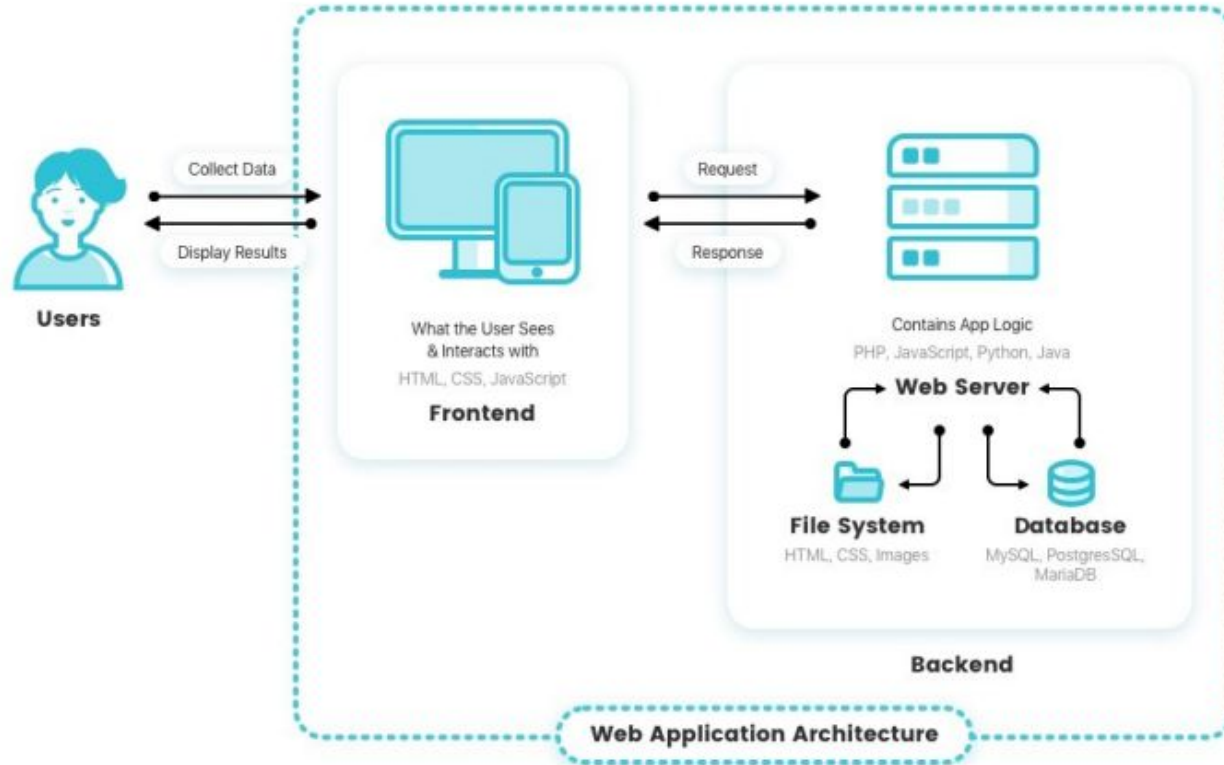 Collect Data
Display Results
Users
What the User Sees
& Interacts with
HTML, CSS, JavaScript
Frontend
Request
Response
Contains App Logic
PHP, JavaScript, Python, Java
Web Server
File System
HTML, CSS, Images
Database
MySQL, PostgresSQL,
MariaDB
Backend
Web Application Architecture